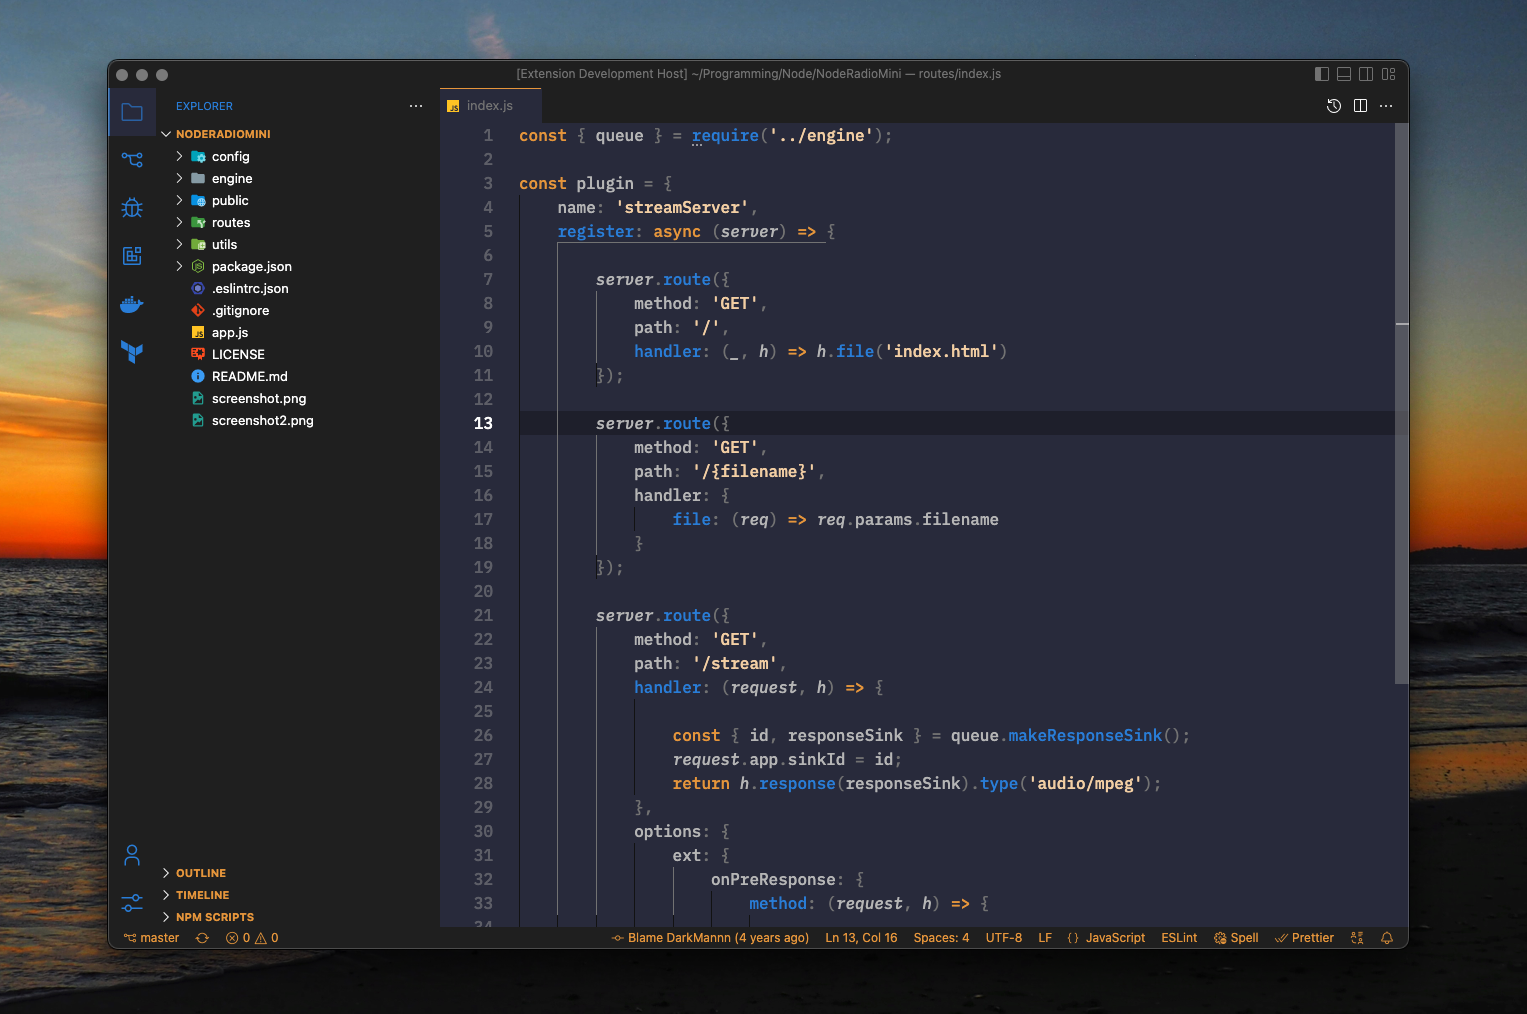 [Extension Development Host] ~/Programming/Node/NodeRadioMini — routes/index.js
EXPLORER
NODERADIOMINI
config
engine
public
routes
utils
package.json
.eslintrc.json
.gitignore
app.js
LICENSE
README.md
screenshot.png
screenshot2.png
OUTLINE
TIMELINE
NPM SCRIPTS
JS index.js
1 const { queue } = require('../engine');
2
3 const plugin = {
4 name: 'streamServer',
5 register: async (server) => {
6
7 server.route({
8 method: 'GET',
9 path: '/',
10 handler: (_, h) => h.file('index.html')
11 });
12
13 server.route({
14 method: 'GET',
15 path: '/{filename}',
16 handler: {
17 file: (req) => req.params.filename
18 }
19 });
20
21 server.route({
22 method: 'GET',
23 path: '/stream',
24 handler: (request, h) => {
25
26 const { id, responseSink } = queue.makeResponseSink();
27 request.app.sinkId = id;
28 return h.response(responseSink).type('audio/mpeg');
29 },
30 options: {
31 ext: {
32 onPreResponse: {
33 method: (request, h) => {
34
master 0 0 Blame DarkMannn (4 years ago) Ln 13, Col 16 Spaces: 4 UTF-8 LF {} JavaScript ESLint Spell Prettier